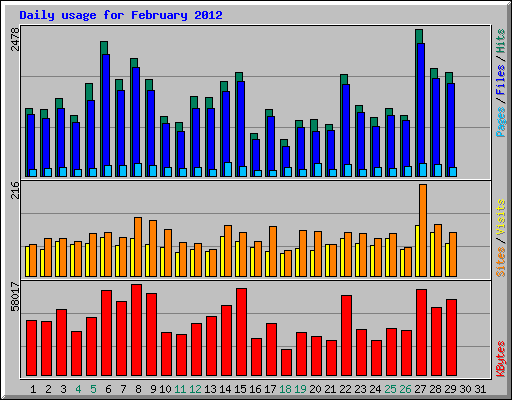 Daily usage for February 2012
2478
Pages / Files / Hits
216
Sites / Visits
58017
KBytes
1 2 3 4 5 6 7 8 9 10 11 12 13 14 15 16 17 18 19 20 21 22 23 24 25 26 27 28 29 30 31